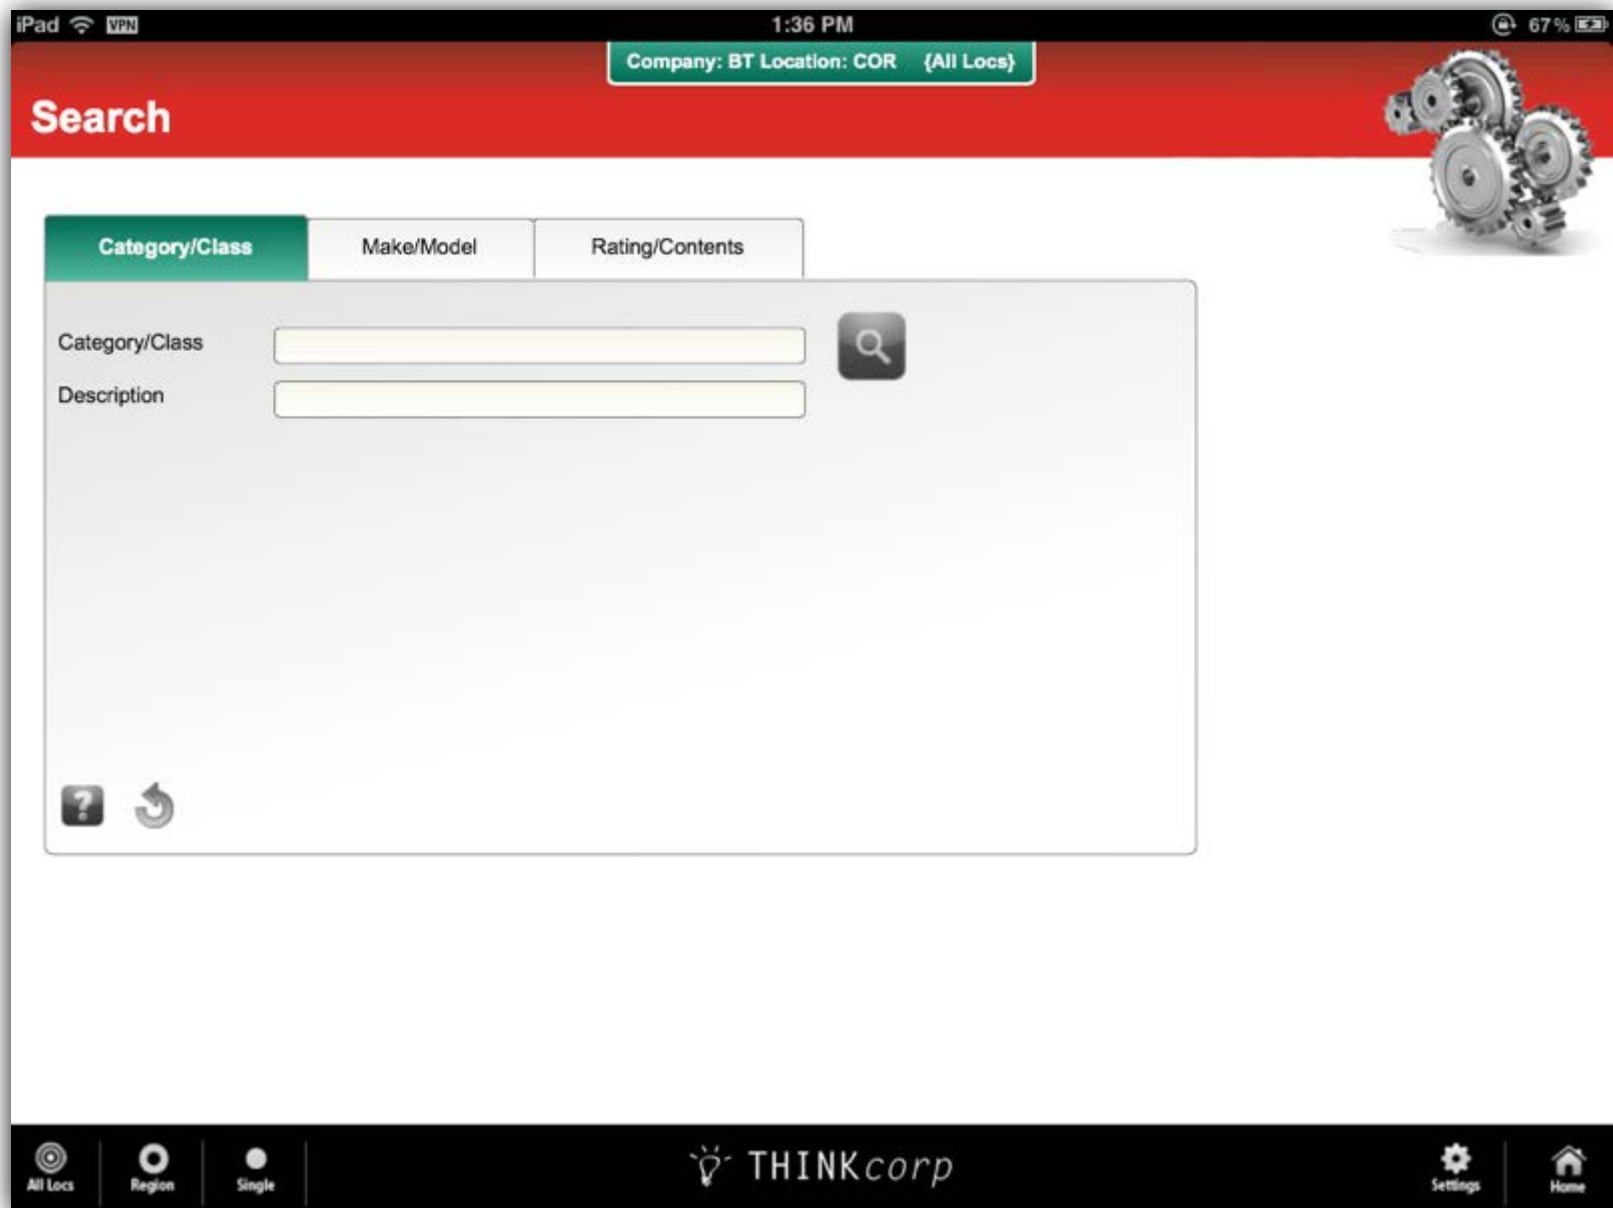 iPad VPN 1:36 PM 67%
Company: BT Location: COR {All Locs}
Search
Category/Class Make/Model Rating/Contents
Category/Class
Description
?
All Locs Region Single THINKcorp Settings Home